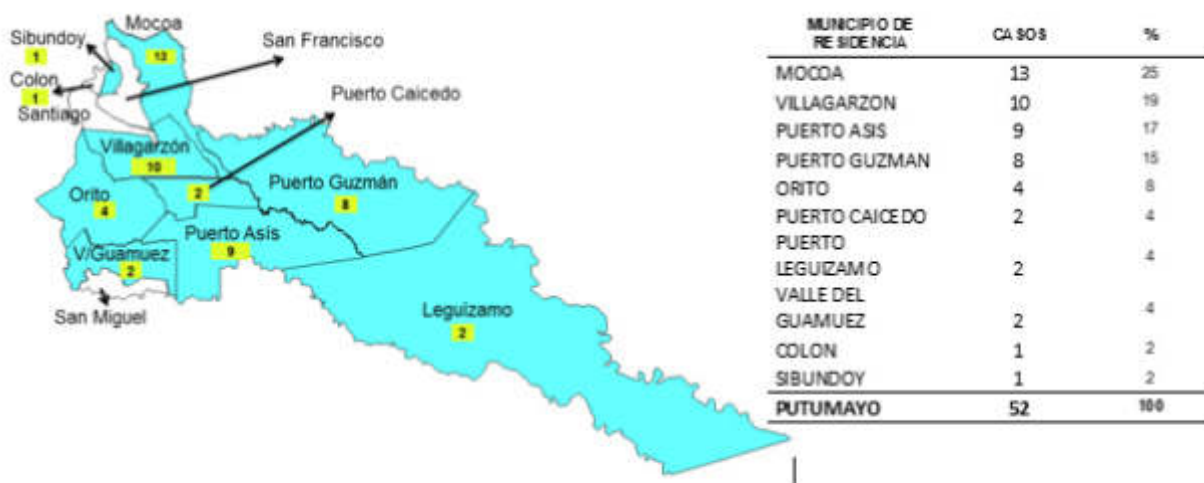 Mocoa
13
Sibundoy
1
San Francisco
Colon
1
Santiago
Puerto Caicedo
Villagarzón
10
2
Puerto Guzmán
8
Orito
4
Puerto Asís
9
V/Guamuez
2
San Miguel
Leguízamo
2
MUNICIPIO DE
RESIDENCIA CASOS %
MOCOA 13 25
VILLAGARZON 10 19
PUERTO ASIS 9 17
PUERTO GUZMAN 8 15
ORITO 4 8
PUERTO CAICEDO 2 4
PUERTO
LEGUIZAMO 2 4
VALLE DEL
GUAMUEZ 2 4
COLON 1 2
SIBUNDOY 1 2
PUTUMAYO 52 100